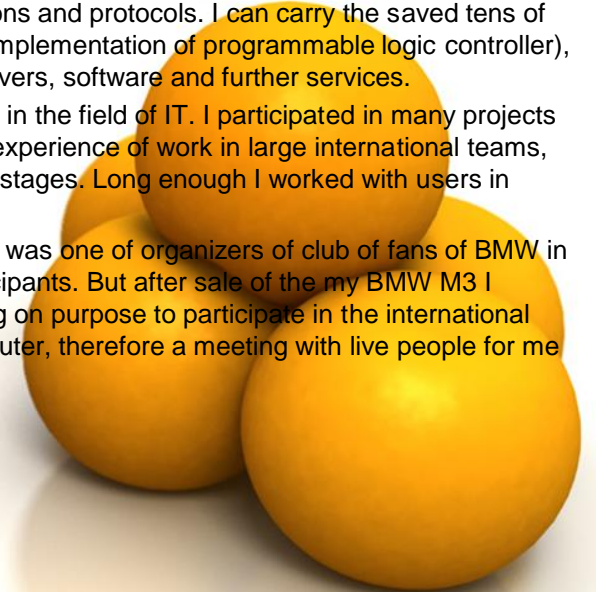 ns and protocols. I can carry the saved tens of
mplementation of programmable logic controller),
vers, software and further services.
in the field of IT. I participated in many projects
experience of work in large international teams,
stages. Long enough I worked with users in
was one of organizers of club of fans of BMW in
cipants. But after sale of the my BMW M3 I
g on purpose to participate in the international
uter, therefore a meeting with live people for me